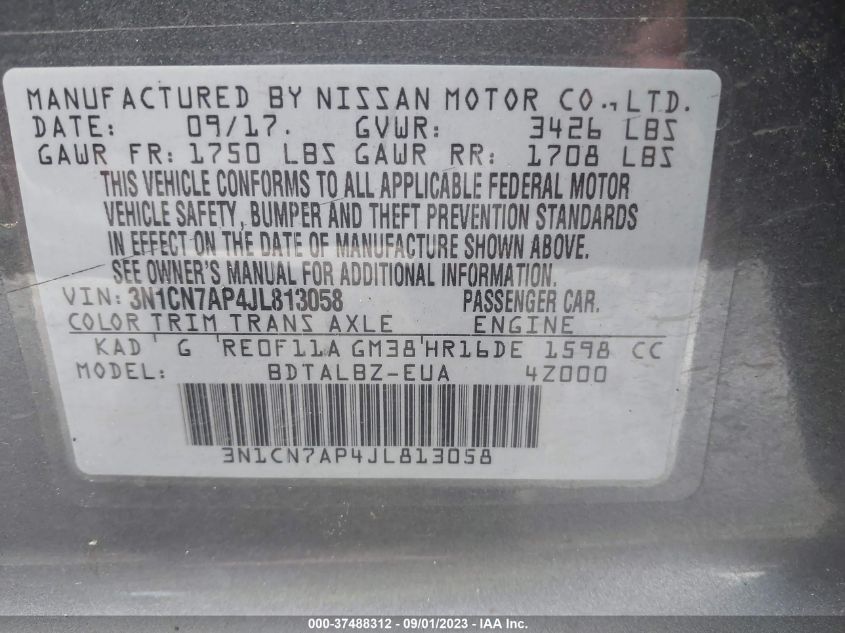 MANUFACTURED BY NISSAN MOTOR CO., LTD.
DATE: 09/17. GVWR: 3426 LBS
GAWR FR: 1750 LBS GAWR RR: 1708 LBS
THIS VEHICLE CONFORMS TO ALL APPLICABLE FEDERAL MOTOR
VEHICLE SAFETY, BUMPER AND THEFT PREVENTION STANDARDS
IN EFFECT ON THE DATE OF MANUFACTURE SHOWN ABOVE.
SEE OWNER'S MANUAL FOR ADDITIONAL INFORMATION.
VIN: 3N1CN7AP4JL813058 PASSENGER CAR.
COLOR TRIM TRANS AXLE ENGINE
KAD G RE0F11A GM38 HR16DE 1598 CC
MODEL: BDTALBZ-EUA 4Z000
3N1CN7AP4JL813058
000-37488312 - 09/01/2023 - IAA Inc.